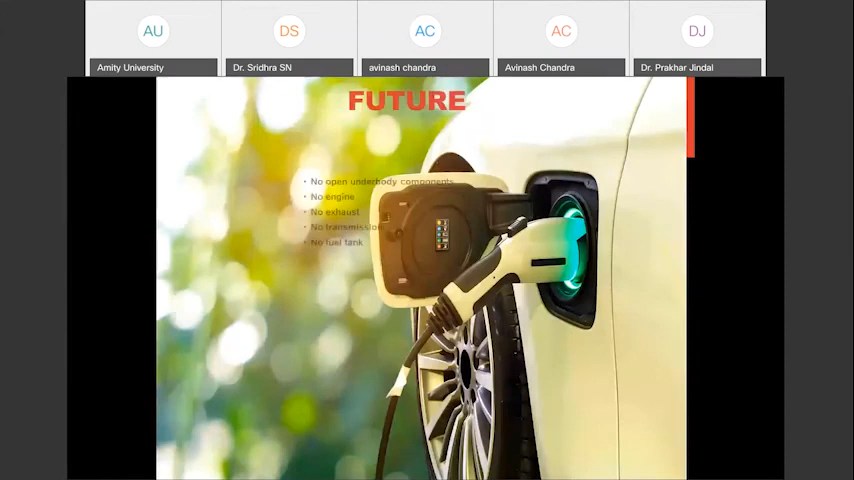 AU
DS
AC
AC
DJ
Amity University
Dr. Sridhra SN
avinash chandra
Avinash Chandra
Dr. Prakhar Jindal
FUTURE
• No open underbody components
• No engine
• No exhaust
• No transmission
• No fuel tank